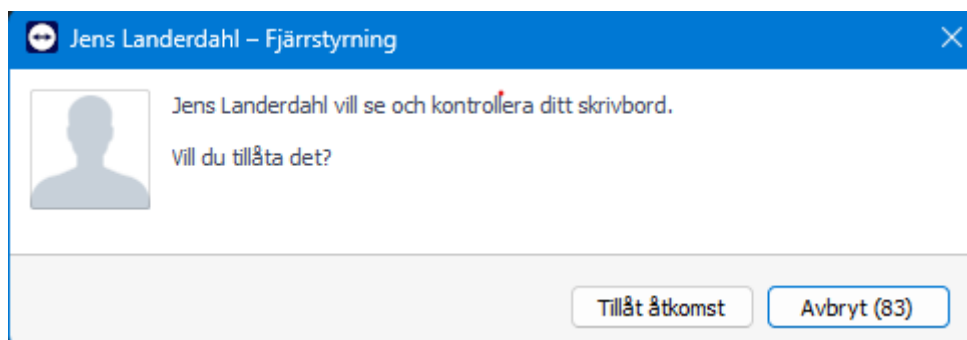 Jens Landerdahl – Fjärrstyrning
Jens Landerdahl vill se och kontrollera ditt skrivbord.
Vill du tillåta det?
Tillåt åtkomst
Avbryt (83)